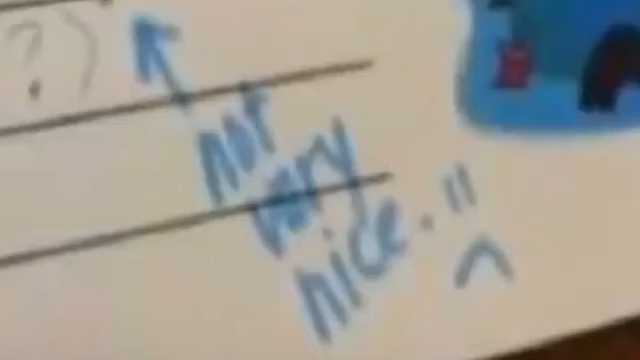 ?)
not
very
nice. "